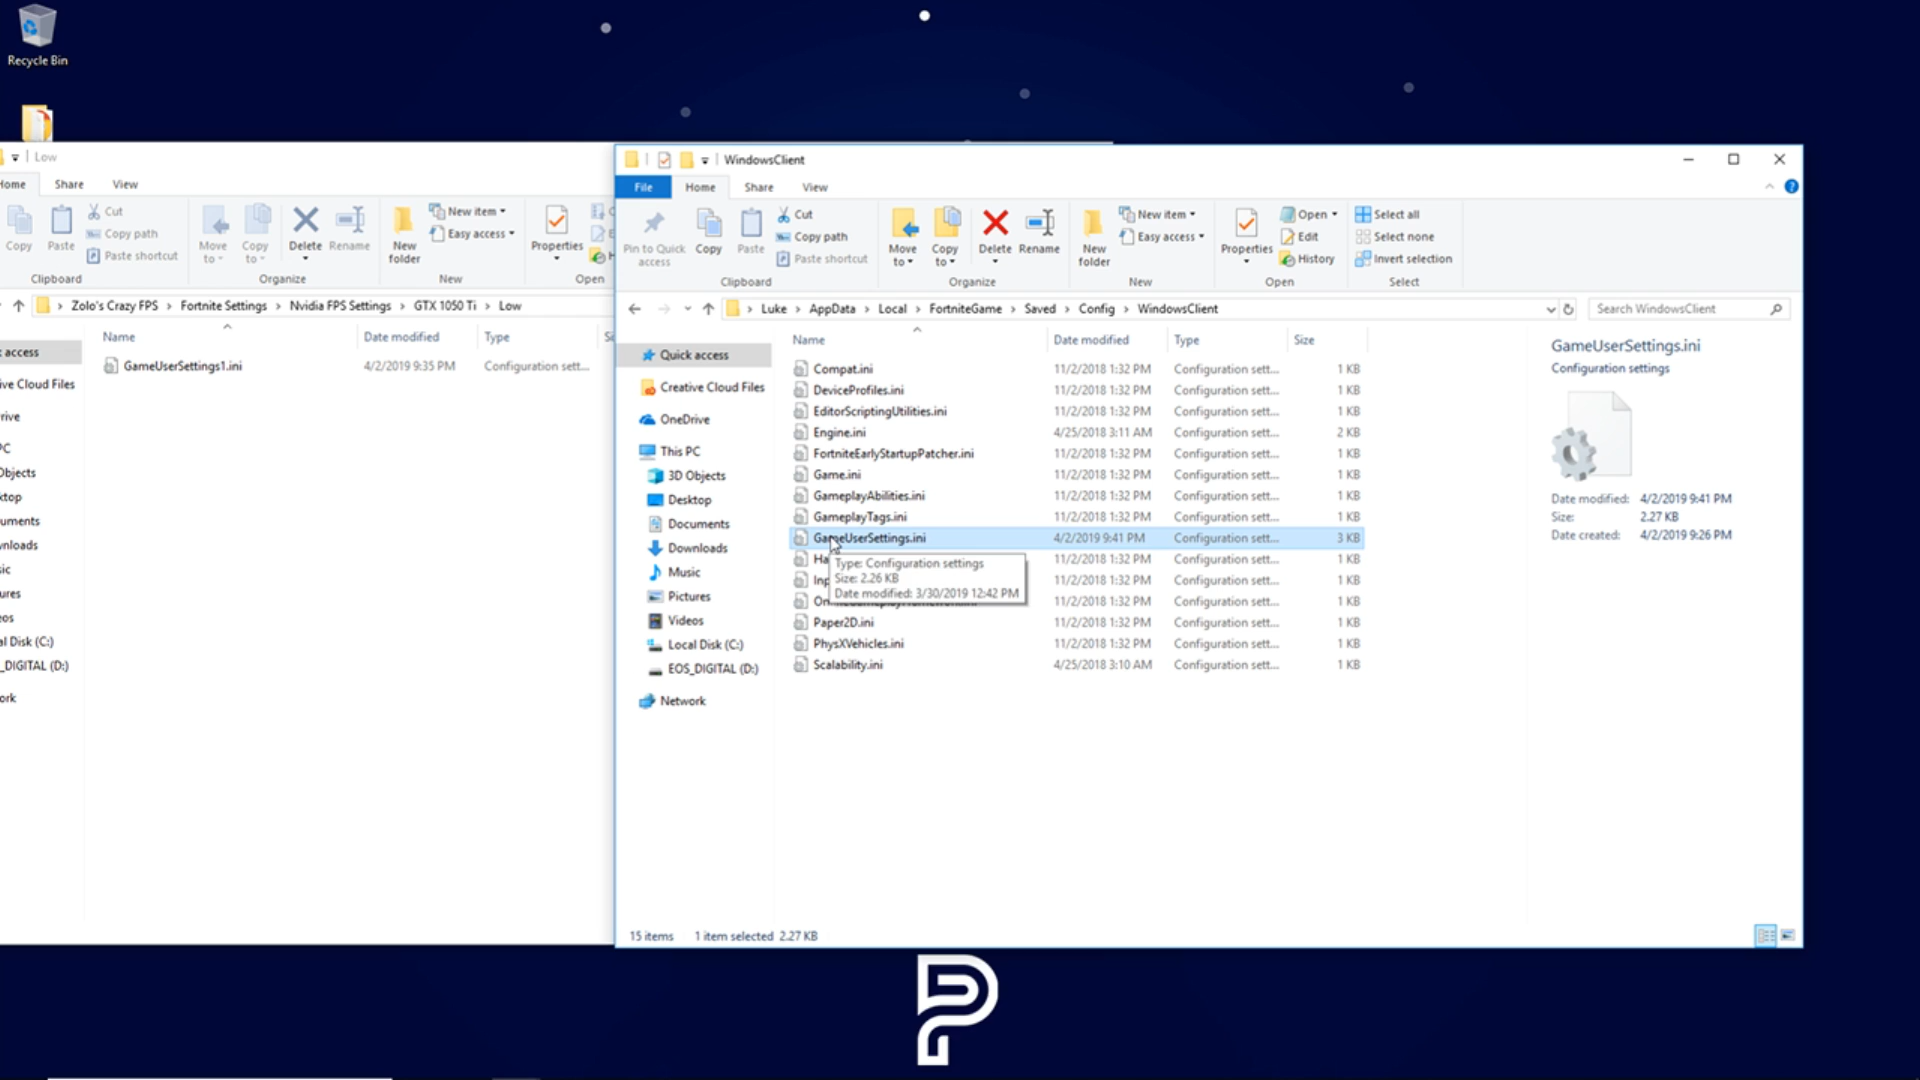 Recycle Bin
Low
Home
Share
View
Copy
Paste
Cut
Copy path
Paste shortcut
Clipboard
Move to
Copy to
Delete
Rename
Organize
New folder
New item
Easy access
New
Properties
Open
Zolo's Crazy FPS > Fortnite Settings > Nvidia FPS Settings > GTX 1050 Ti > Low
Name
Date modified
Type
GameUserSettings1.ini
4/2/2019 9:35 PM
Configuration sett...
access
ive Cloud Files
rive
PC
Objects
ktop
uments
nloads
sic
ures
eos
al Disk (C:)
_DIGITAL (D:)
ork
WindowsClient
File
Home
Share
View
Pin to Quick access
Copy
Paste
Cut
Copy path
Paste shortcut
Clipboard
Move to
Copy to
Delete
Rename
Organize
New folder
New item
Easy access
New
Properties
Open
Edit
History
Open
Select all
Select none
Invert selection
Select
Luke > AppData > Local > FortniteGame > Saved > Config > WindowsClient
Search WindowsClient
Quick access
Creative Cloud Files
OneDrive
This PC
3D Objects
Desktop
Documents
Downloads
Music
Pictures
Videos
Local Disk (C:)
EOS_DIGITAL (D:)
Network
Name Date modified Type Size
Compat.ini 11/2/2018 1:32 PM Configuration sett... 1 KB
DeviceProfiles.ini 11/2/2018 1:32 PM Configuration sett... 1 KB
EditorScriptingUtilities.ini 11/2/2018 1:32 PM Configuration sett... 1 KB
Engine.ini 4/25/2018 3:11 AM Configuration sett... 2 KB
FortniteEarlyStartupPatcher.ini 11/2/2018 1:32 PM Configuration sett... 1 KB
Game.ini 11/2/2018 1:32 PM Configuration sett... 1 KB
GameplayAbilities.ini 11/2/2018 1:32 PM Configuration sett... 1 KB
GameplayTags.ini 11/2/2018 1:32 PM Configuration sett... 1 KB
GameUserSettings.ini 4/2/2019 9:41 PM Configuration sett... 3 KB
Ha 11/2/2018 1:32 PM Configuration sett... 1 KB
Inp 11/2/2018 1:32 PM Configuration sett... 1 KB
On 11/2/2018 1:32 PM Configuration sett... 1 KB
Paper2D.ini 11/2/2018 1:32 PM Configuration sett... 1 KB
PhysXVehicles.ini 11/2/2018 1:32 PM Configuration sett... 1 KB
Scalability.ini 4/25/2018 3:10 AM Configuration sett... 1 KB
Type: Configuration settings
Size: 2.26 KB
Date modified: 3/30/2019 12:42 PM
GameUserSettings.ini
Configuration settings
Date modified: 4/2/2019 9:41 PM
Size: 2.27 KB
Date created: 4/2/2019 9:26 PM
15 items 1 item selected 2.27 KB